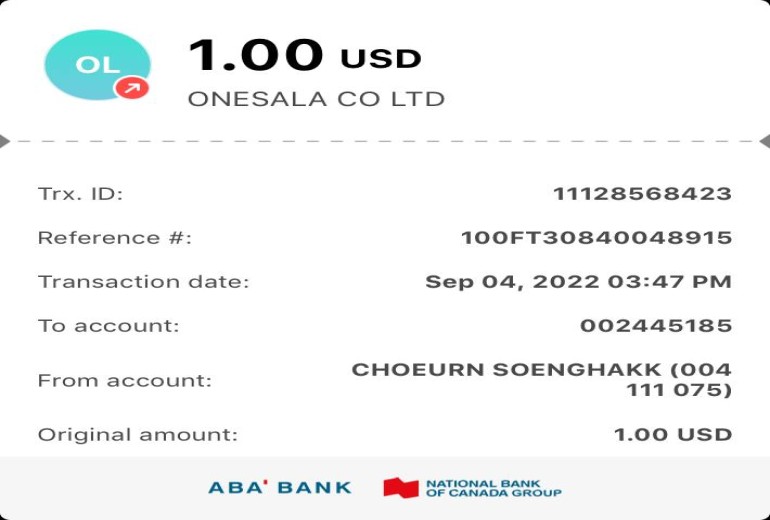 OL
1.00 USD
ONESALA CO LTD
Trx. ID: 11128568423
Reference #: 100FT30840048915
Transaction date: Sep 04, 2022 03:47 PM
To account: 002445185
From account: CHOEURN SOENGHAKK (004
111 075)
Original amount: 1.00 USD
ABA' BANK NATIONAL BANK
OF CANADA GROUP